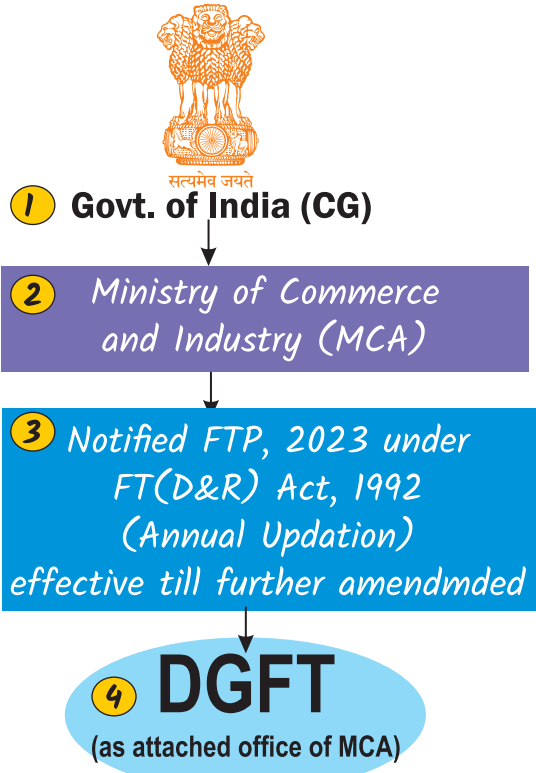 सत्यमेव जयते
1 Govt. of India (CG)
2 Ministry of Commerce
and Industry (MCA)
3 Notified FTP, 2023 under
FT(D&R) Act, 1992
(Annual Updation)
effective till further amendmded
4 DGFT
(as attached office of MCA)